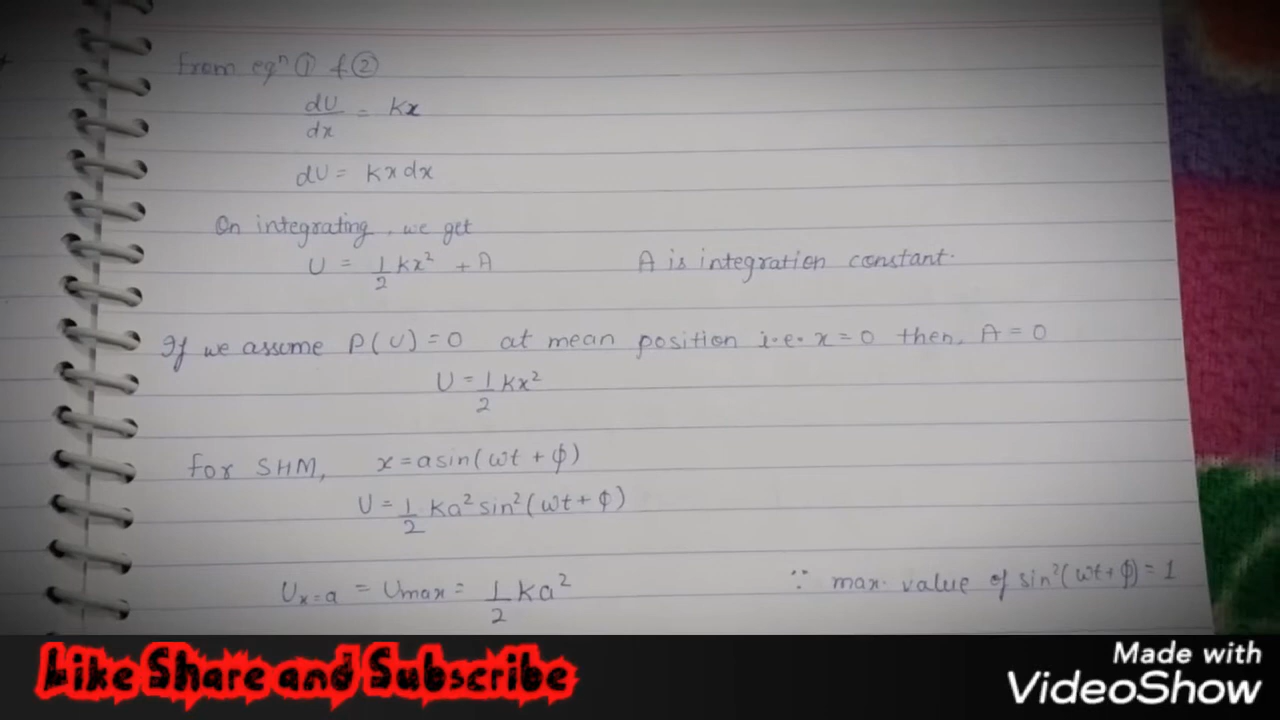 from eqⁿ ① & ②
dU/dx = Kx
dU = Kx dx
On integrating, we get
U = 1/2 Kx² + A A is integration constant.
If we assume P(U) = 0 at mean position i.e. x = 0 then, A = 0
U = 1/2 Kx²
for SHM, x = a sin(ωt + ϕ)
U = 1/2 Ka² sin²(ωt + ϕ)
Uₓ₌ₐ = Umax = 1/2 Ka² ∵ max. value of sin²(ωt + ϕ) = 1
Like Share and Subscribe
Made with
VideoShow